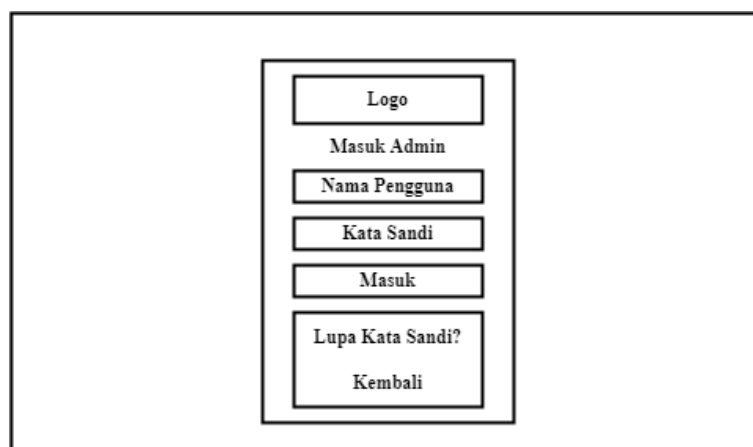 Logo
Masuk Admin
Nama Pengguna
Kata Sandi
Masuk
Lupa Kata Sandi?
Kembali